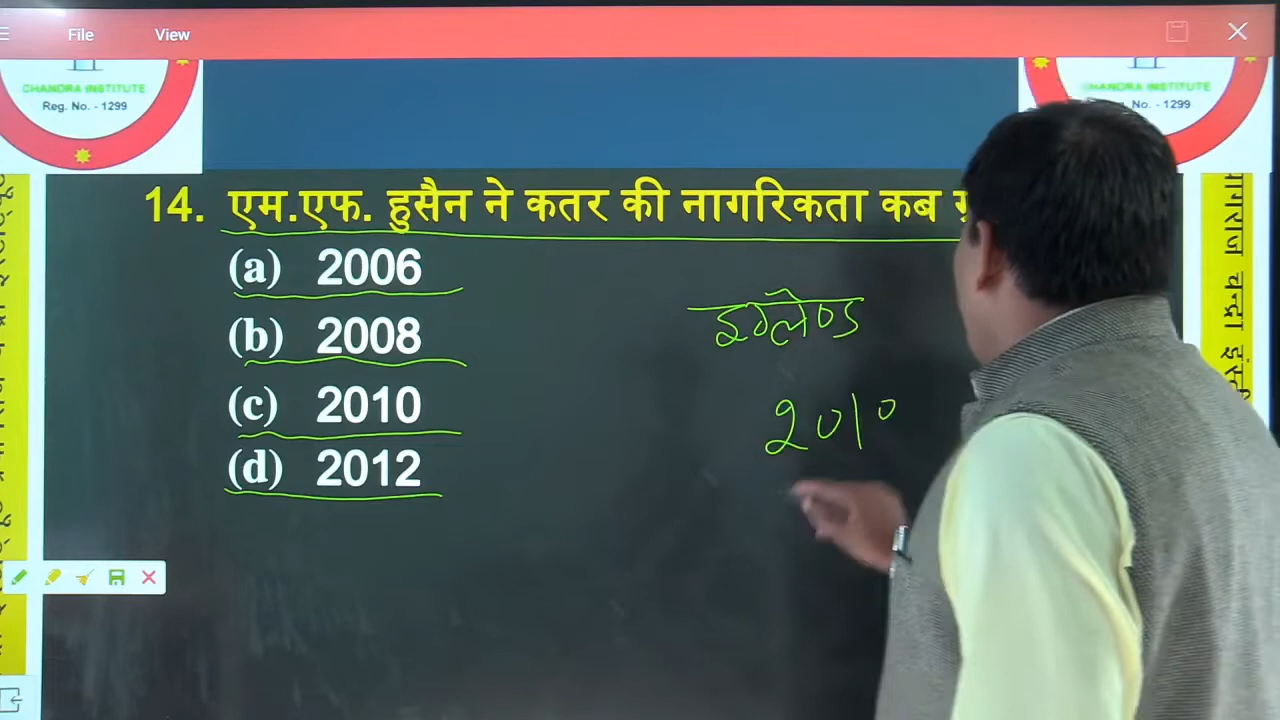 File View
CHANDRA INSTITUTE
Reg. No. - 1299
CHANDRA INSTITUTE
No. - 1299
14. एम.एफ. हुसैन ने कतर की नागरिकता कब
(a) 2006
(b) 2008
(c) 2010
(d) 2012
इग्लेण्ड
2010